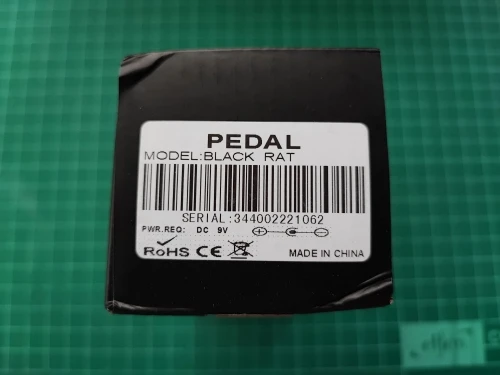 PEDAL
MODEL:BLACK RAT
SERIAL:344002221062
PWR.REQ: DC 9V
RoHS CE
MADE IN CHINA